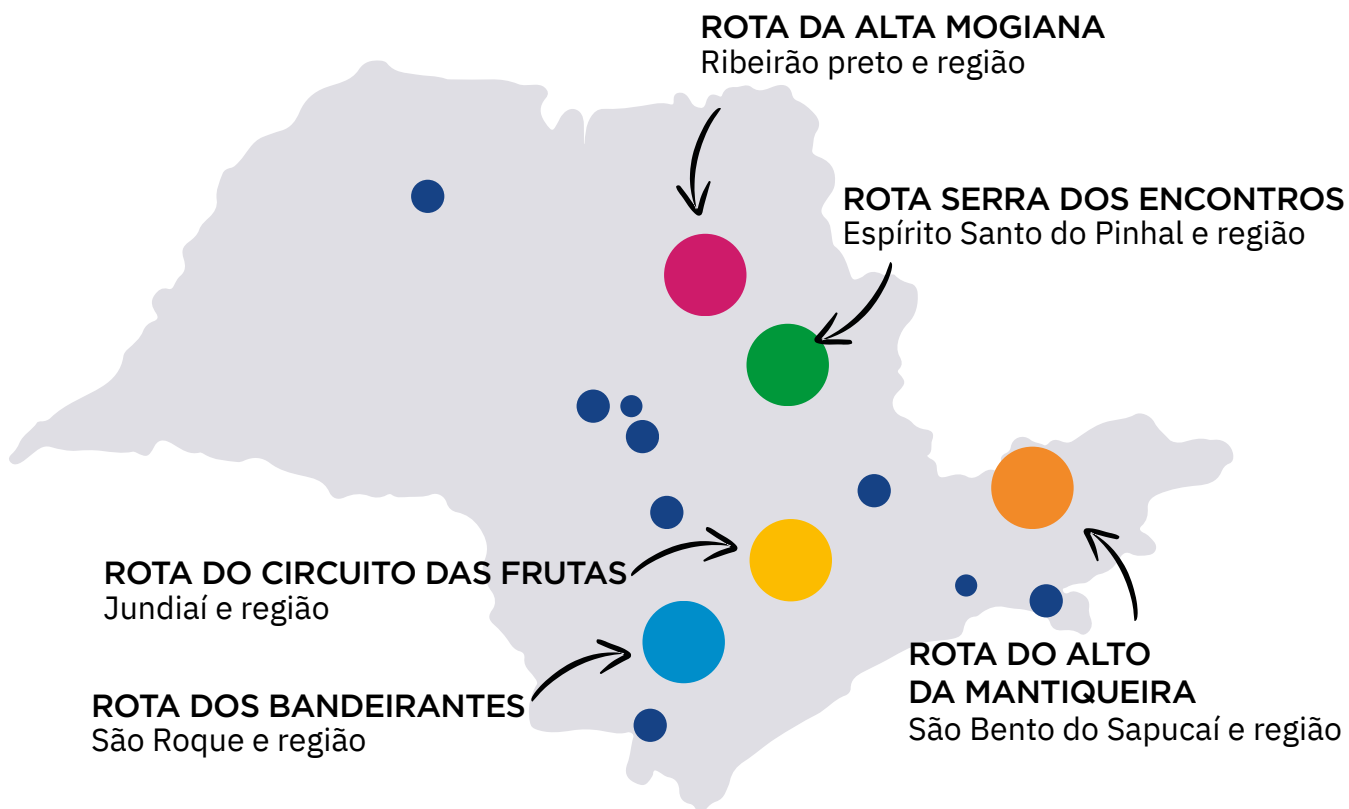 ROTA DA ALTA MOGIANA
Ribeirão preto e região
ROTA SERRA DOS ENCONTROS
Espírito Santo do Pinhal e região
ROTA DO CIRCUITO DAS FRUTAS
Jundiaí e região
ROTA DOS BANDEIRANTES
São Roque e região
ROTA DO ALTO
DA MANTIQUEIRA
São Bento do Sapucaí e região